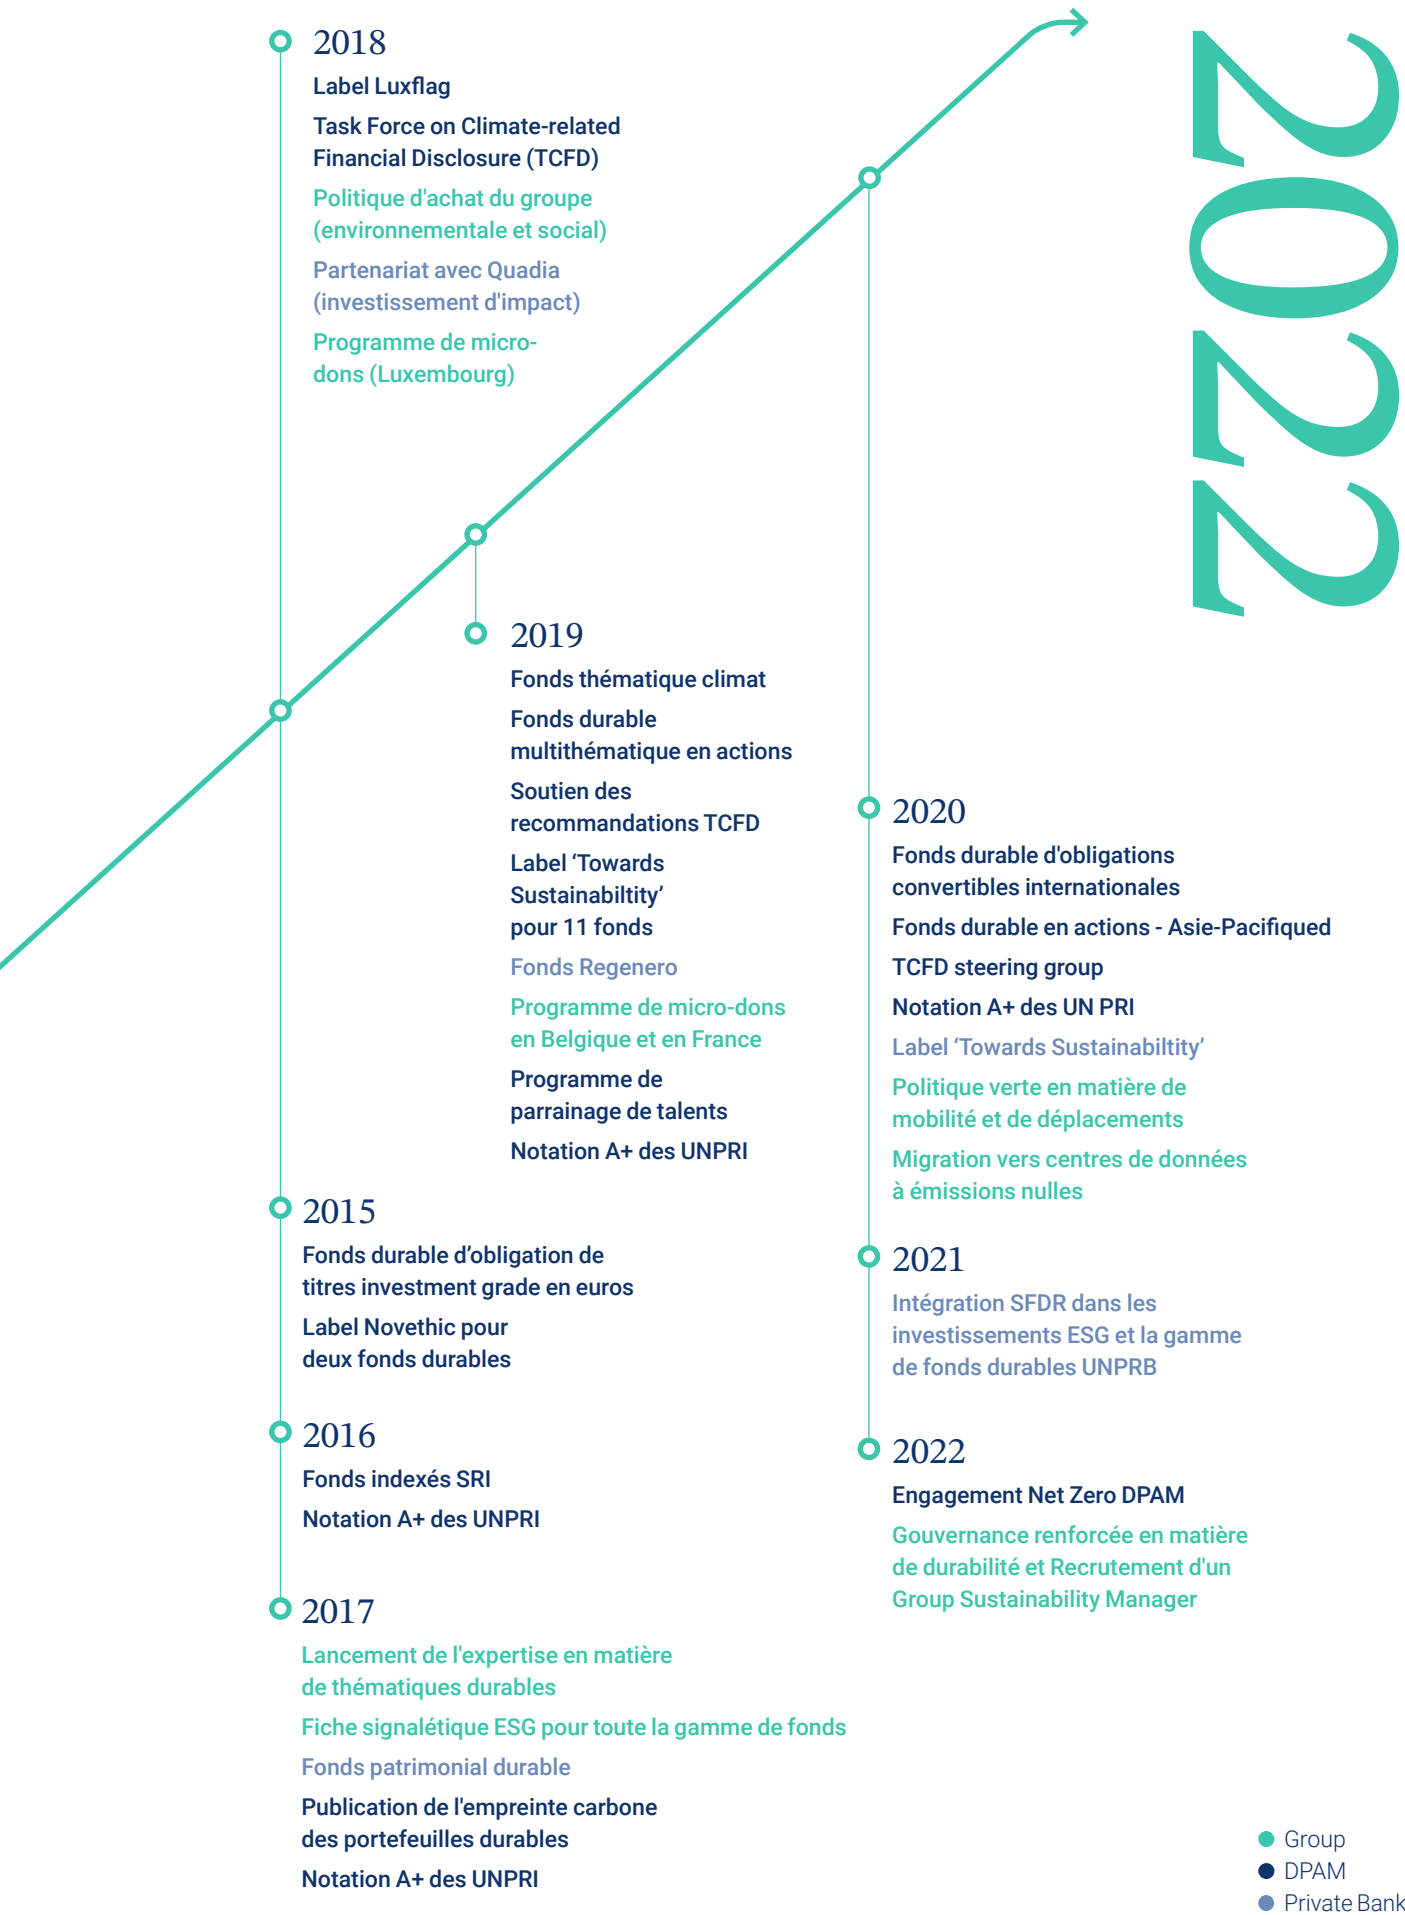 2018
Label Luxflag
Task Force on Climate-related
Financial Disclosure (TCFD)
Politique d'achat du groupe
(environnementale et social)
Partenariat avec Quadia
(investissement d'impact)
Programme de micro-
dons (Luxembourg)
2022
2019
Fonds thématique climat
Fonds durable
multithématique en actions
Soutien des
recommandations TCFD
Label ‘Towards
Sustainabiltity’
pour 11 fonds
Fonds Regenero
Programme de micro-dons
en Belgique et en France
Programme de
parrainage de talents
Notation A+ des UNPRI
2015
Fonds durable d’obligation de
titres investment grade en euros
Label Novethic pour
deux fonds durables
2016
Fonds indexés SRI
Notation A+ des UNPRI
2017
Lancement de l'expertise en matière
de thématiques durables
Fiche signalétique ESG pour toute la gamme de fonds
Fonds patrimonial durable
Publication de l'empreinte carbone
des portefeuilles durables
Notation A+ des UNPRI
2020
Fonds durable d'obligations
convertibles internationales
Fonds durable en actions - Asie-Pacifiqued
TCFD steering group
Notation A+ des UN PRI
Label ‘Towards Sustainabiltity’
Politique verte en matière de
mobilité et de déplacements
Migration vers centres de données
à émissions nulles
2021
Intégration SFDR dans les
investissements ESG et la gamme
de fonds durables UNPRB
2022
Engagement Net Zero DPAM
Gouvernance renforcée en matière
de durabilité et Recrutement d'un
Group Sustainability Manager
Group
DPAM
Private Bank